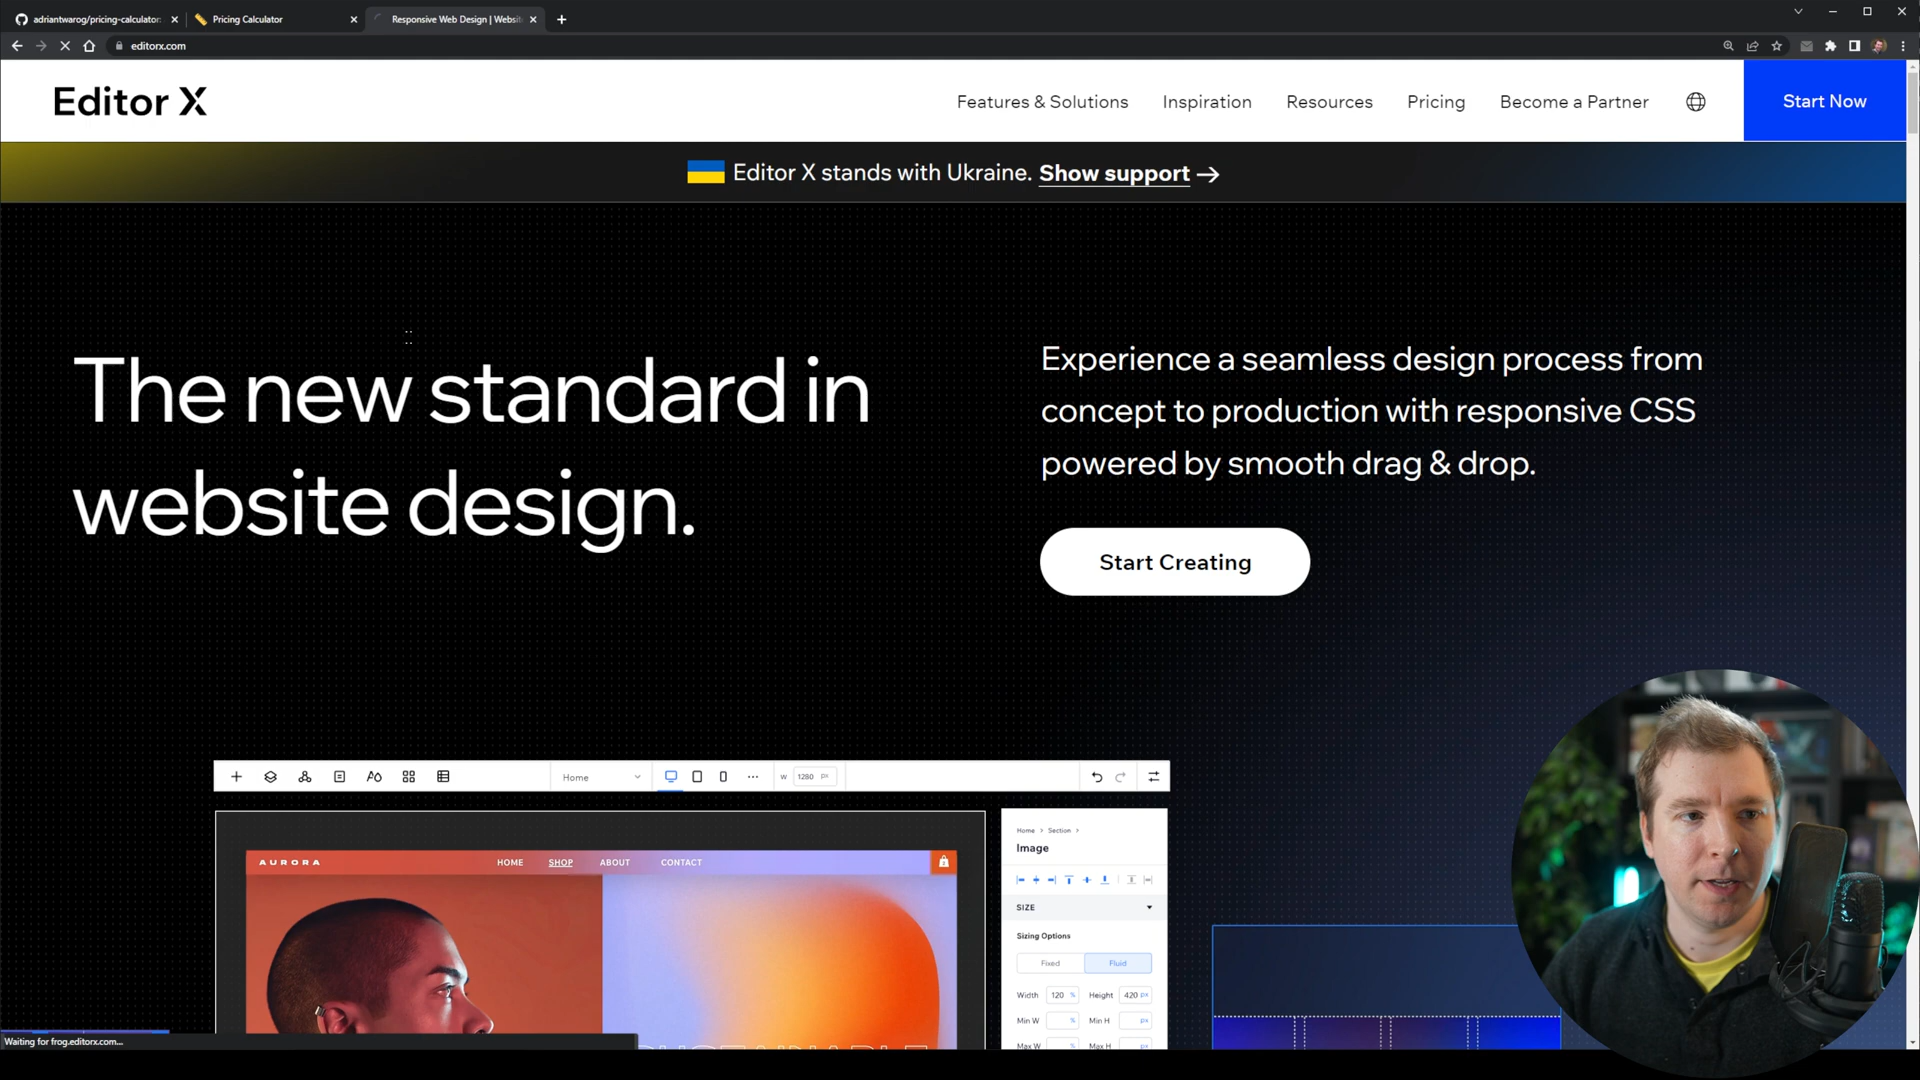 adriantwarog/pricing-calculator:
Pricing Calculator
Responsive Web Design | Websit
editorx.com
Editor X
Features & Solutions
Inspiration
Resources
Pricing
Become a Partner
Start Now
Editor X stands with Ukraine. Show support →
The new standard in
website design.
Experience a seamless design process from
concept to production with responsive CSS
powered by smooth drag & drop.
Start Creating
Home
W 1280 px
AURORA
HOME
SHOP
ABOUT
CONTACT
Home > Section >
Image
SIZE
Sizing Options
Fixed
Fluid
Width 120 % Height 420 px
Min W % Min H px
Max W % Max H px
Waiting for frog.editorx.com...